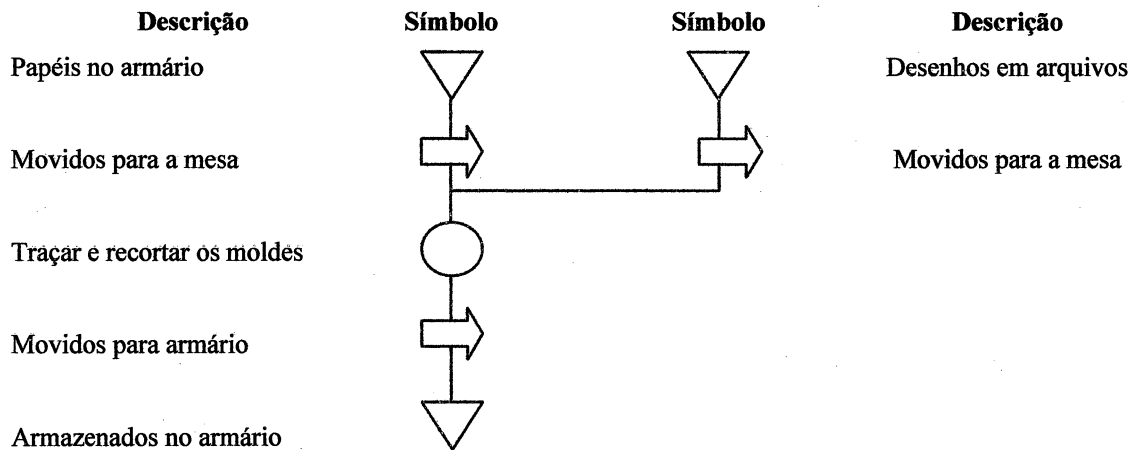 Descrição Símbolo Símbolo Descrição
Papéis no armário Desenhos em arquivos
Movidos para a mesa Movidos para a mesa
Traçar e recortar os moldes
Movidos para armário
Armazenados no armário